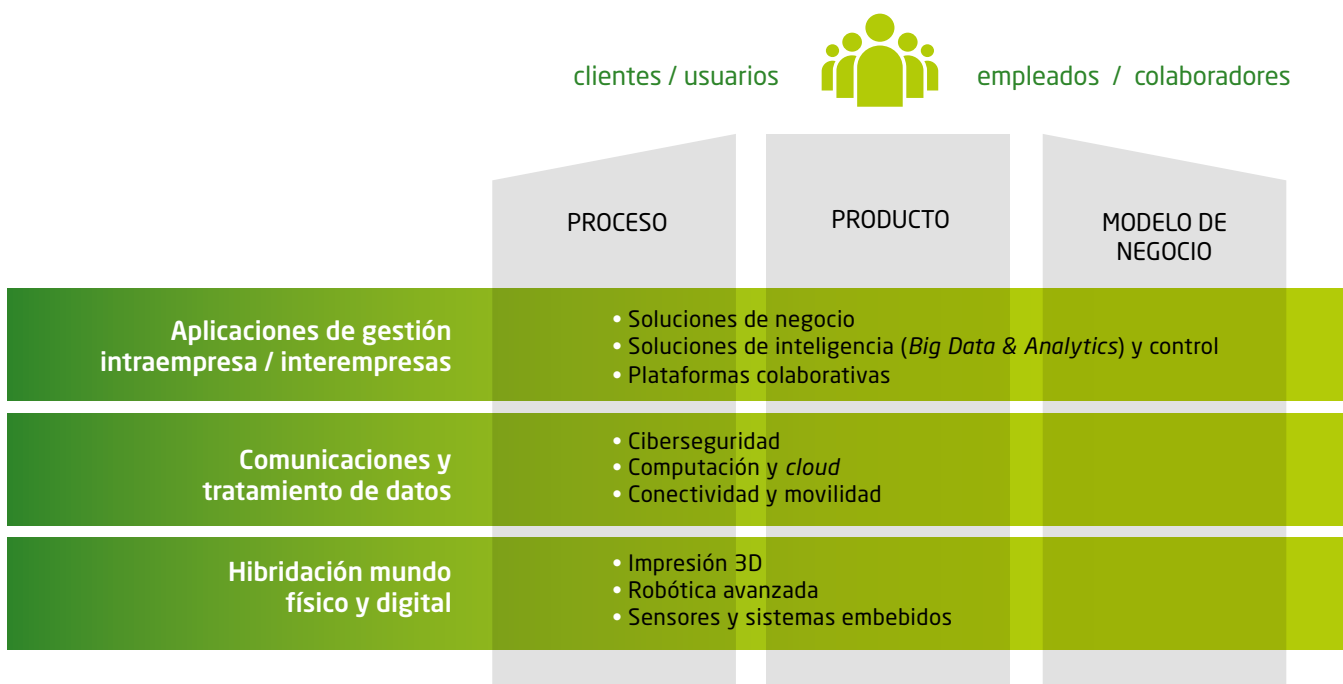 clientes / usuarios
empleados / colaboradores
PROCESO
PRODUCTO
MODELO DE
NEGOCIO
Aplicaciones de gestión
intraempresa / interempresas
• Soluciones de negocio
• Soluciones de inteligencia (Big Data & Analytics) y control
• Plataformas colaborativas
Comunicaciones y
tratamiento de datos
• Ciberseguridad
• Computación y cloud
• Conectividad y movilidad
Hibridación mundo
físico y digital
• Impresión 3D
• Robótica avanzada
• Sensores y sistemas embebidos